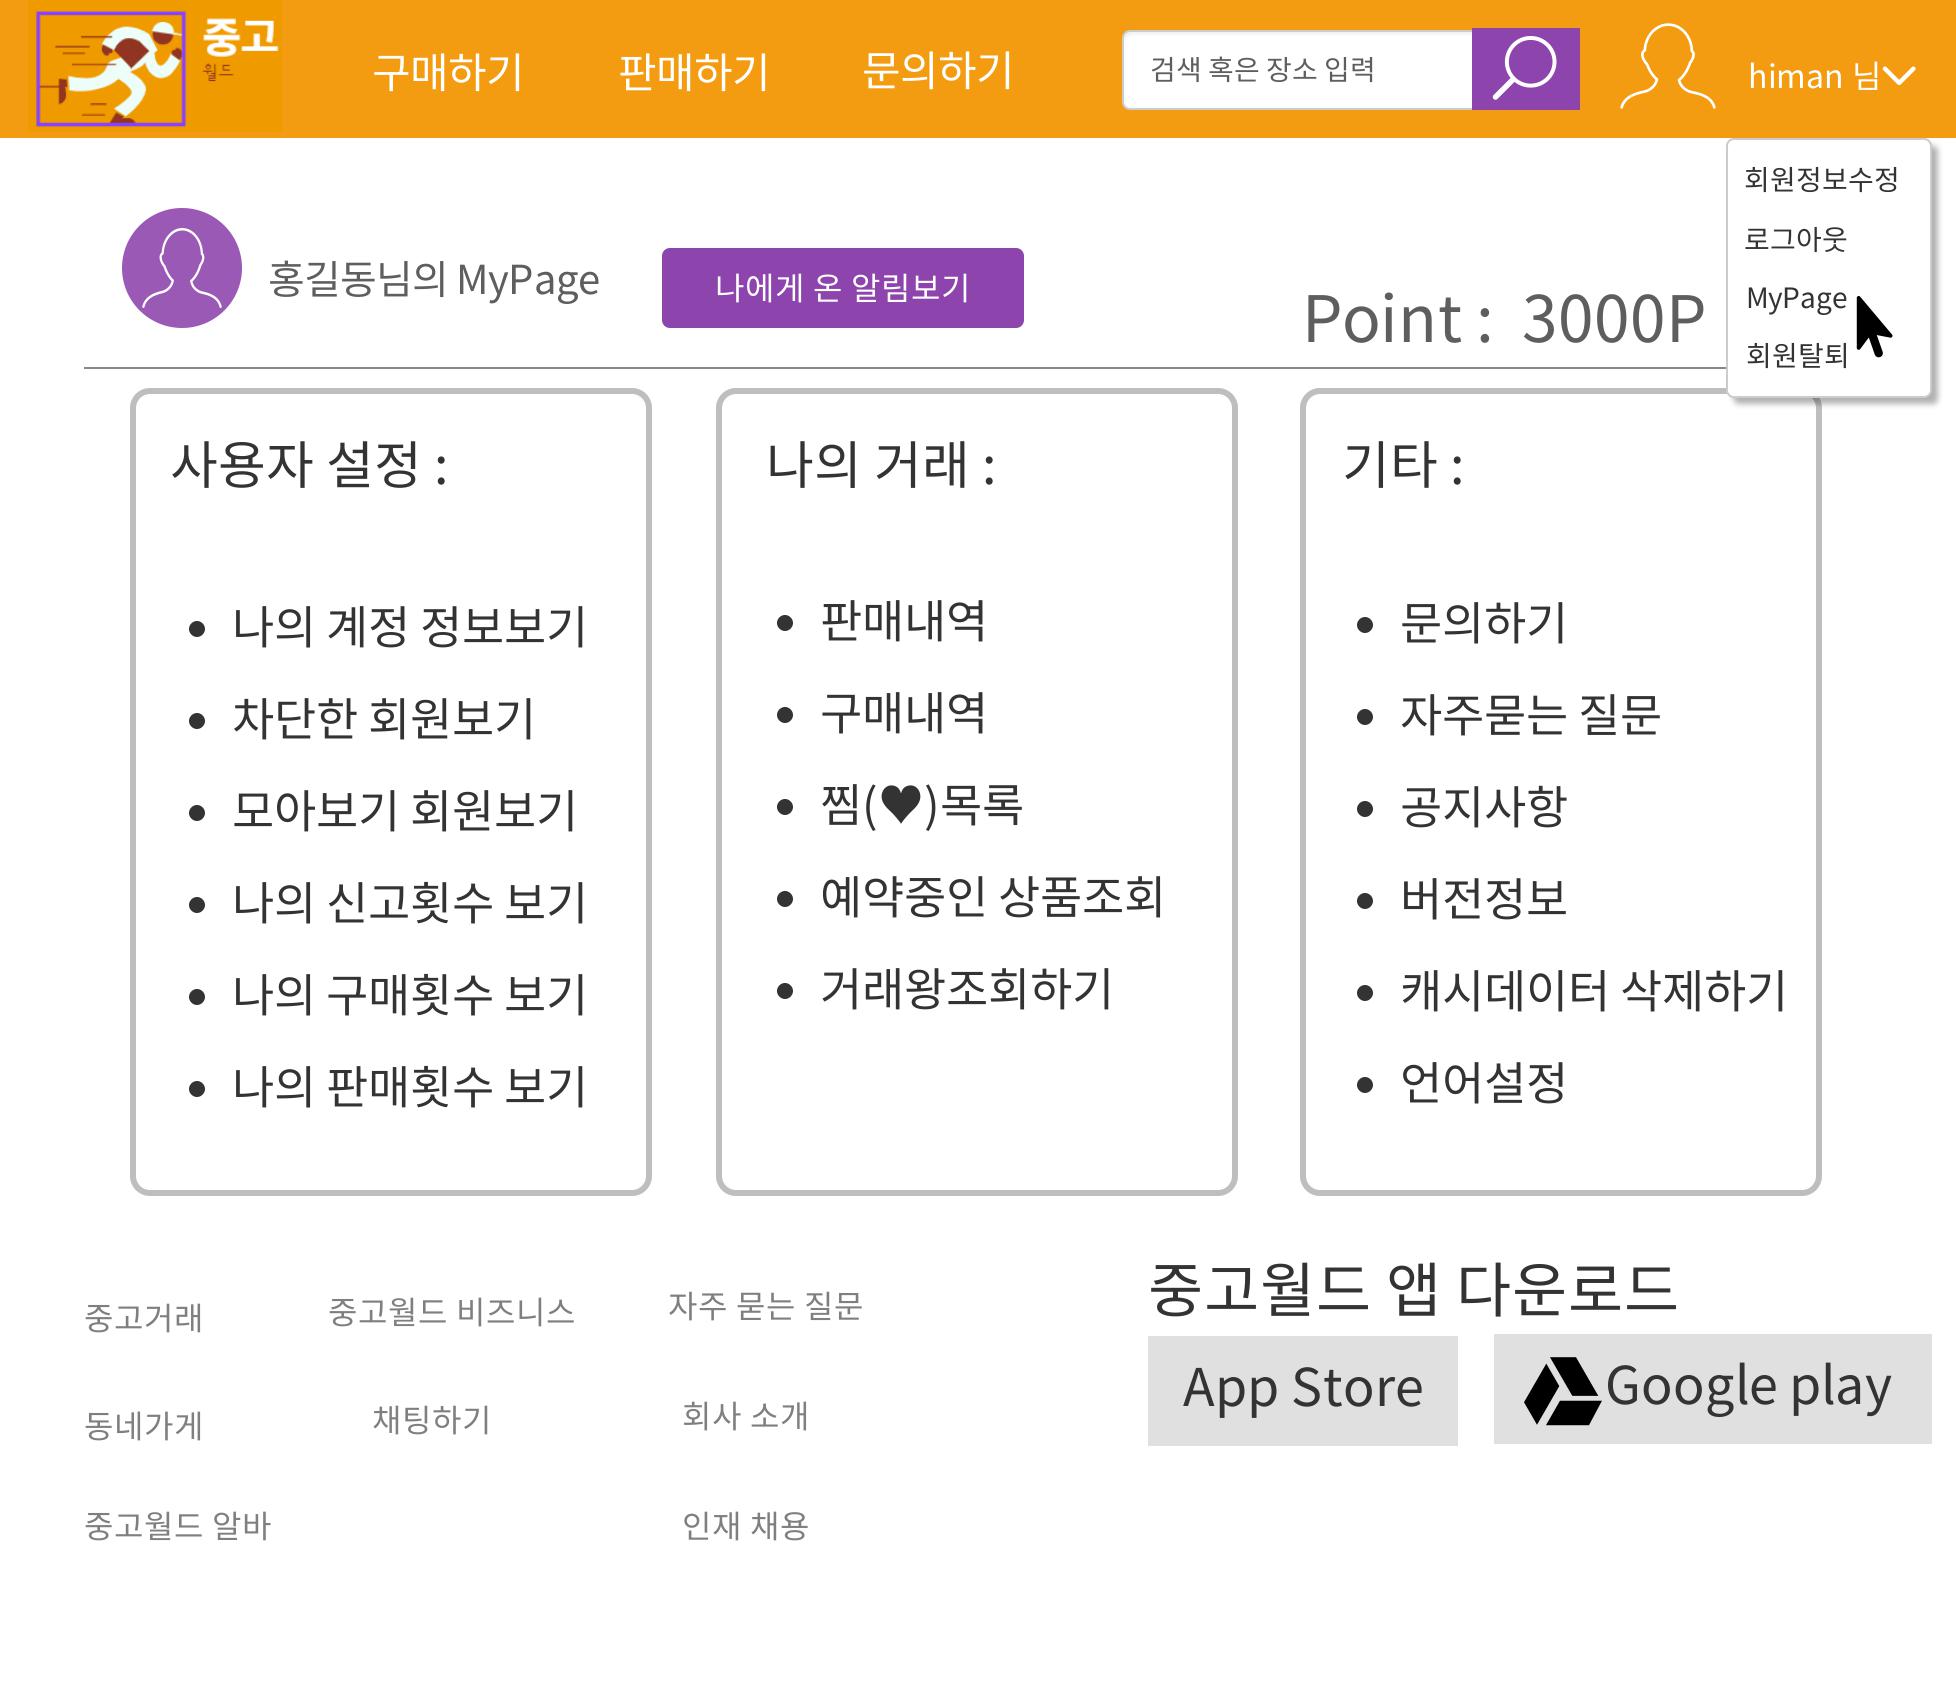 중고
월드
구매하기
판매하기
문의하기
검색 혹은 장소 입력
himan 님
회원정보수정
로그아웃
MyPage
회원탈퇴
홍길동님의 MyPage
나에게 온 알림보기
Point : 3000P
사용자 설정 :
나의 계정 정보보기
차단한 회원보기
모아보기 회원보기
나의 신고횟수 보기
나의 구매횟수 보기
나의 판매횟수 보기
나의 거래 :
판매내역
구매내역
찜(♥)목록
예약중인 상품조회
거래왕조회하기
기타 :
문의하기
자주묻는 질문
공지사항
버전정보
캐시데이터 삭제하기
언어설정
중고거래
중고월드 비즈니스
자주 묻는 질문
동네가게
채팅하기
회사 소개
중고월드 알바
인재 채용
중고월드 앱 다운로드
App Store
Google play